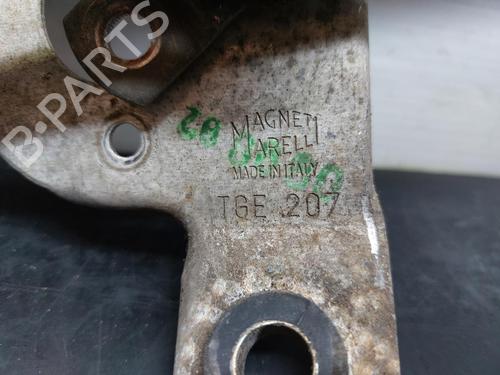 B-PARTS
MAGNETI
MARELLI
MADE IN ITALY
TGE 207